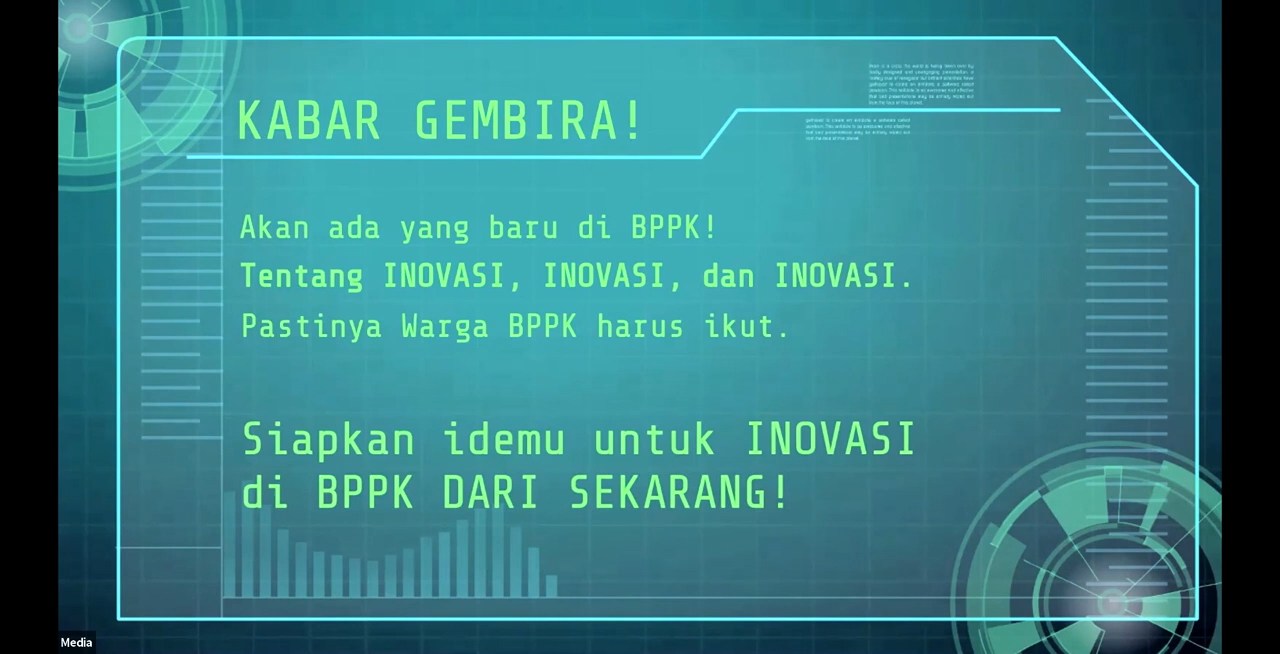 KABAR GEMBIRA!
Akan ada yang baru di BPPK!
Tentang INOVASI, INOVASI, dan INOVASI.
Pastinya Warga BPPK harus ikut.
Siapkan idemu untuk INOVASI
di BPPK DARI SEKARANG!
Media